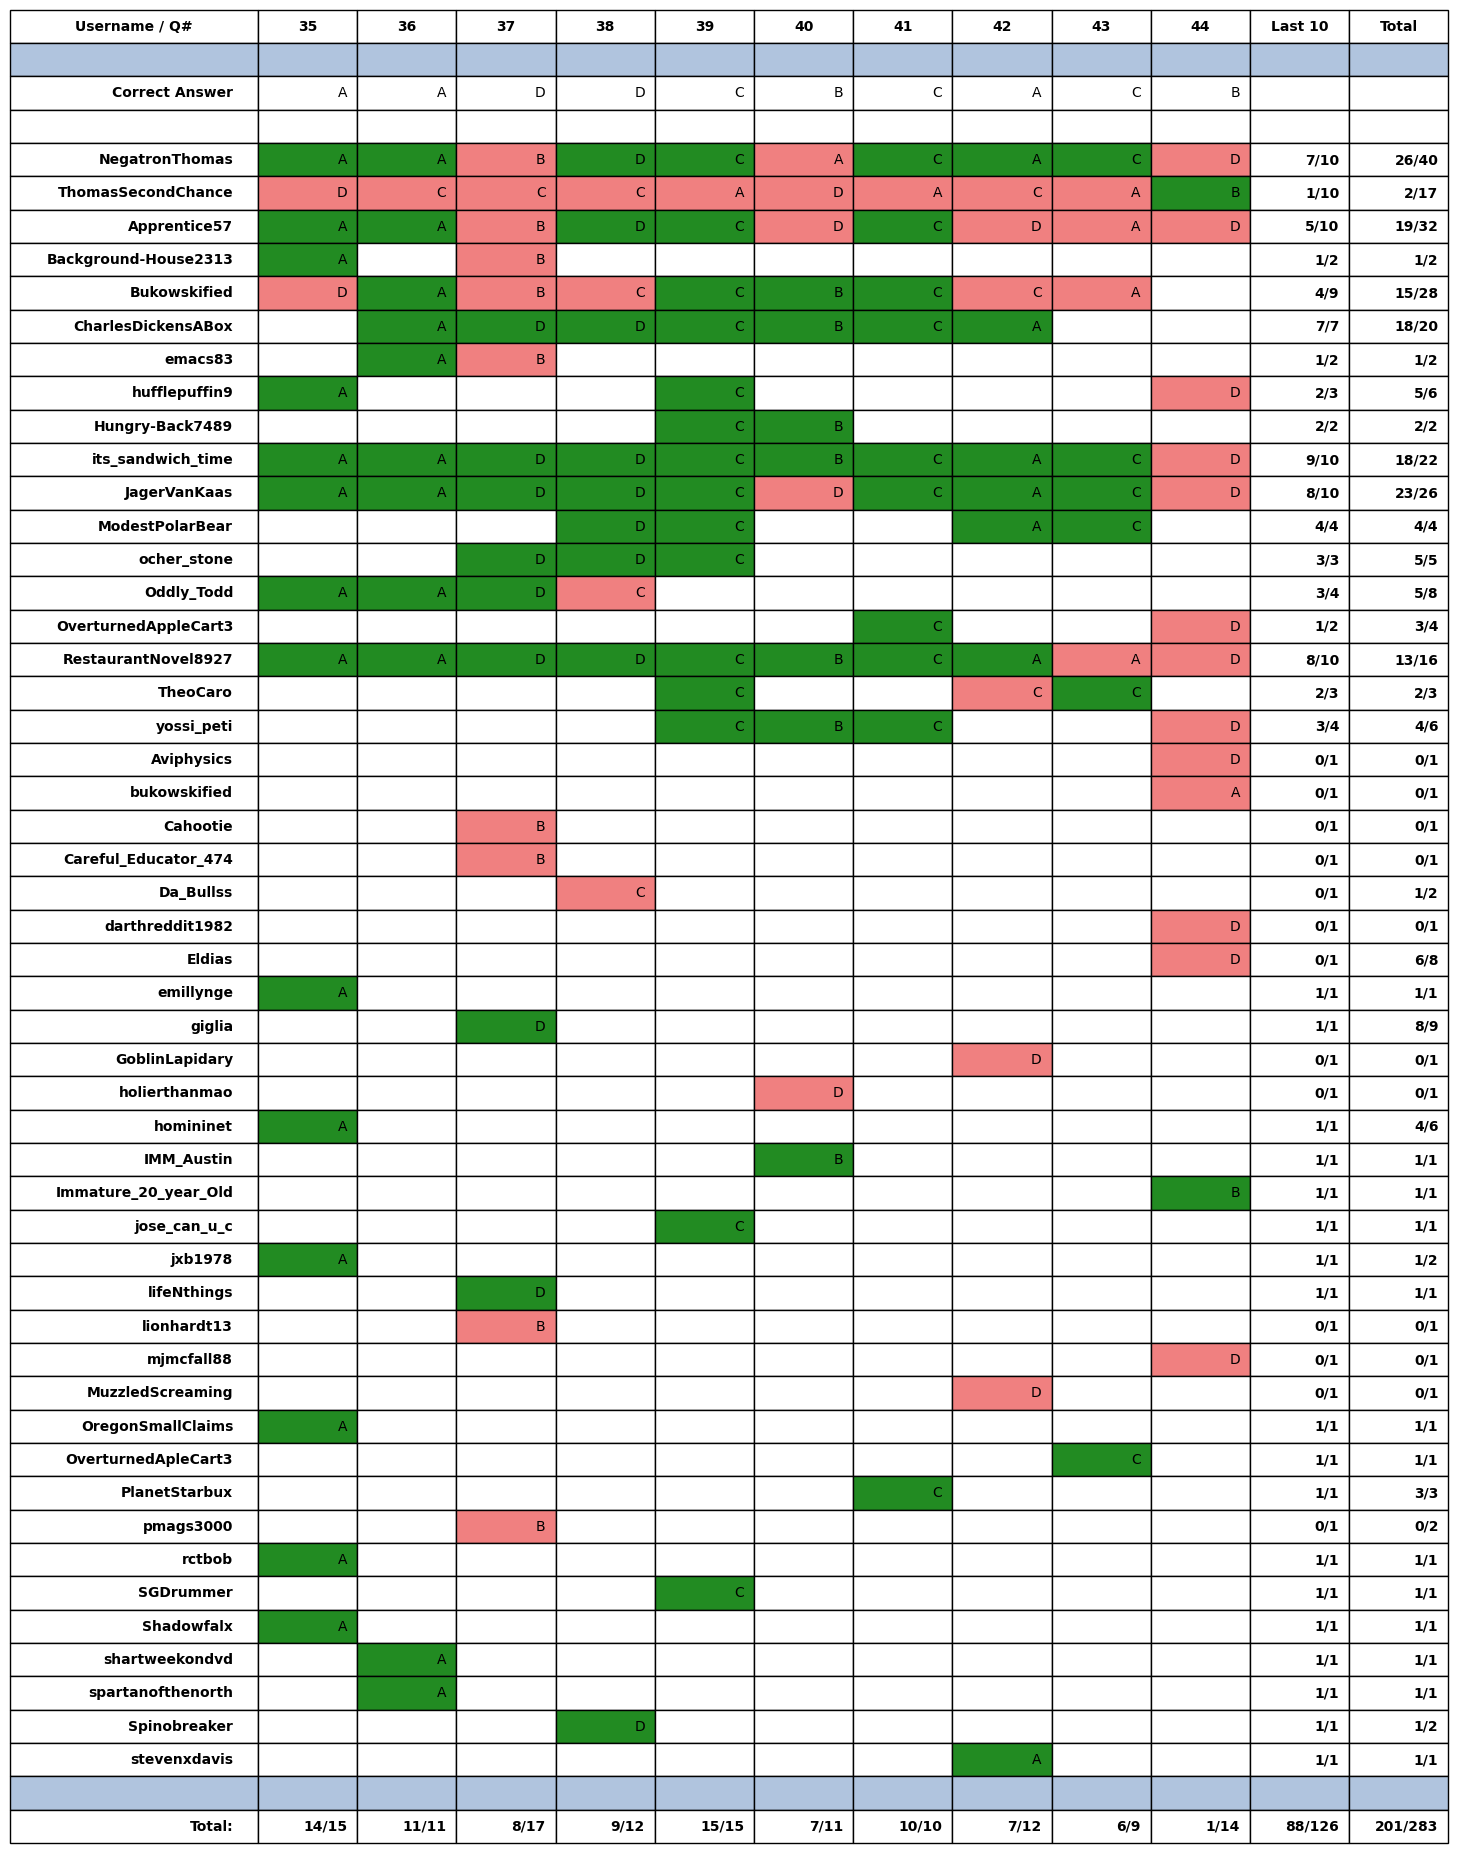 Username / Q# 35 36 37 38 39 40 41 42 43 44 Last 10 Total
Correct Answer A A D D C B C A C B
NegatronThomas A A B D C A C A C D 7/10 26/40
ThomasSecondChance D C C C A D A C A B 1/10 2/17
Apprentice57 A A B D C D C D A D 5/10 19/32
Background-House2313 A B 1/2 1/2
Bukowskified D A B C C B C C A 4/9 15/28
CharlesDickensABox A D D C B C A 7/7 18/20
emacs83 A B 1/2 1/2
hufflepuffin9 A C D 2/3 5/6
Hungry-Back7489 C B 2/2 2/2
its_sandwich_time A A D D C B C A C D 9/10 18/22
JagerVanKaas A A D D C D C A C D 8/10 23/26
ModestPolarBear D C A C 4/4 4/4
ocher_stone D D C 3/3 5/5
Oddly_Todd A A D C 3/4 5/8
OverturnedAppleCart3 C D 1/2 3/4
RestaurantNovel8927 A A D D C B C A A D 8/10 13/16
TheoCaro C C C 2/3 2/3
yossi_peti C B C D 3/4 4/6
Aviphysics D 0/1 0/1
bukowskified A 0/1 0/1
Cahootie B 0/1 0/1
Careful_Educator_474 B 0/1 0/1
Da_Bullss C 0/1 1/2
darthreddit1982 D 0/1 0/1
Eldias D 0/1 6/8
emillynge A 1/1 1/1
giglia D 1/1 8/9
GoblinLapidary D 0/1 0/1
holierthanmao D 0/1 0/1
homininet A 1/1 4/6
IMM_Austin B 1/1 1/1
Immature_20_year_Old B 1/1 1/1
jose_can_u_c C 1/1 1/1
jxb1978 A 1/1 1/2
lifeNthings D 1/1 1/1
lionhardt13 B 0/1 0/1
mjmcfall88 D 0/1 0/1
MuzzledScreaming D 0/1 0/1
OregonSmallClaims A 1/1 1/1
OverturnedApleCart3 C 1/1 1/1
PlanetStarbux C 1/1 3/3
pmags3000 B 0/1 0/2
rctbob A 1/1 1/1
SGDrummer C 1/1 1/1
Shadowfalx A 1/1 1/1
shartweekondvd A 1/1 1/1
spartanofthenorth A 1/1 1/1
Spinobreaker D 1/1 1/2
stevenxdavis A 1/1 1/1
Total: 14/15 11/11 8/17 9/12 15/15 7/11 10/10 7/12 6/9 1/14 88/126 201/283